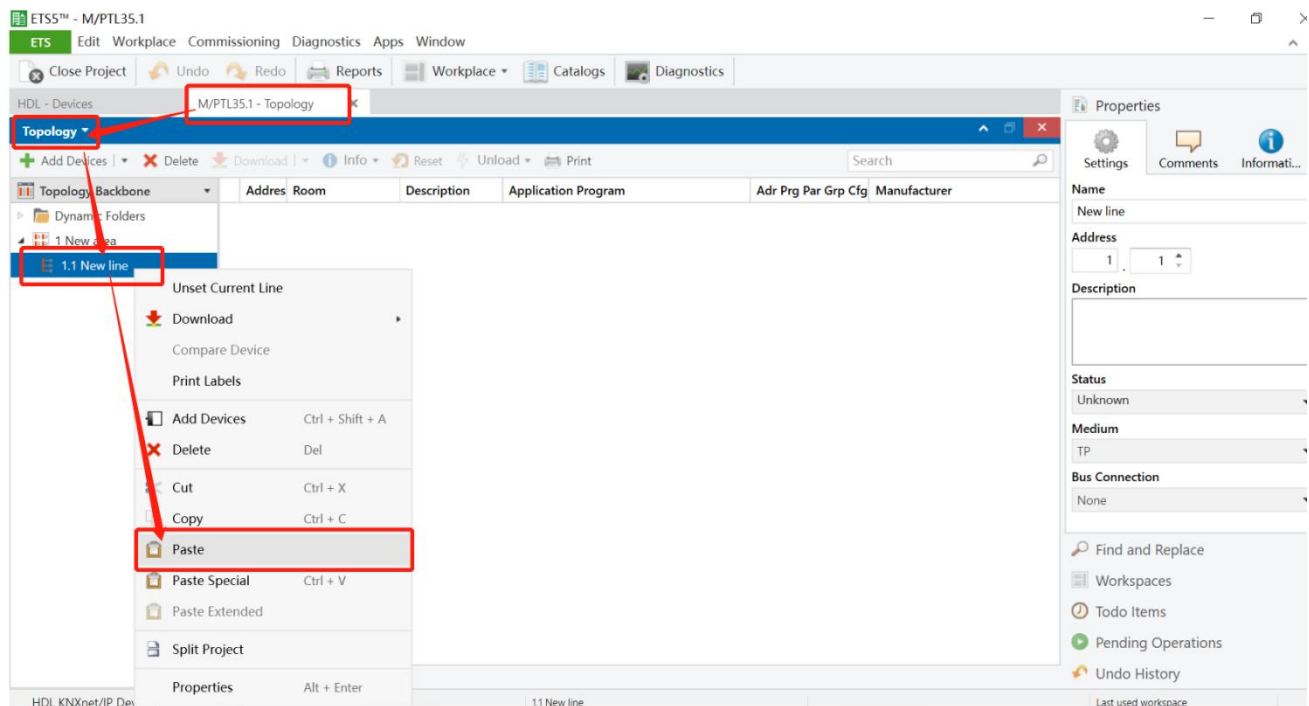 ETS5™ - M/PTL35.1
ETS Edit Workplace Commissioning Diagnostics Apps Window
Close Project Undo Redo Reports Workplace Catalogs Diagnostics
HDL - Devices M/PTL35.1 - Topology
Topology
Add Devices Delete Download Info Reset Unload Print Search
Topology Backbone Addres Room Description Application Program Adr Prg Par Grp Cfg Manufacturer
Dynamic Folders
1 New area
1.1 New line
Unset Current Line
Download
Compare Device
Print Labels
Add Devices Ctrl + Shift + A
Delete Del
Cut Ctrl + X
Copy Ctrl + C
Paste
Paste Special Ctrl + V
Paste Extended
Split Project
Properties Alt + Enter
Properties
Settings Comments Informati...
Name
New line
Address
1 . 1
Description
Status
Unknown
Medium
TP
Bus Connection
None
Find and Replace
Workspaces
Todo Items
Pending Operations
Undo History
HDL KNXnet/IP Dev 1.1 New line Last used workspace